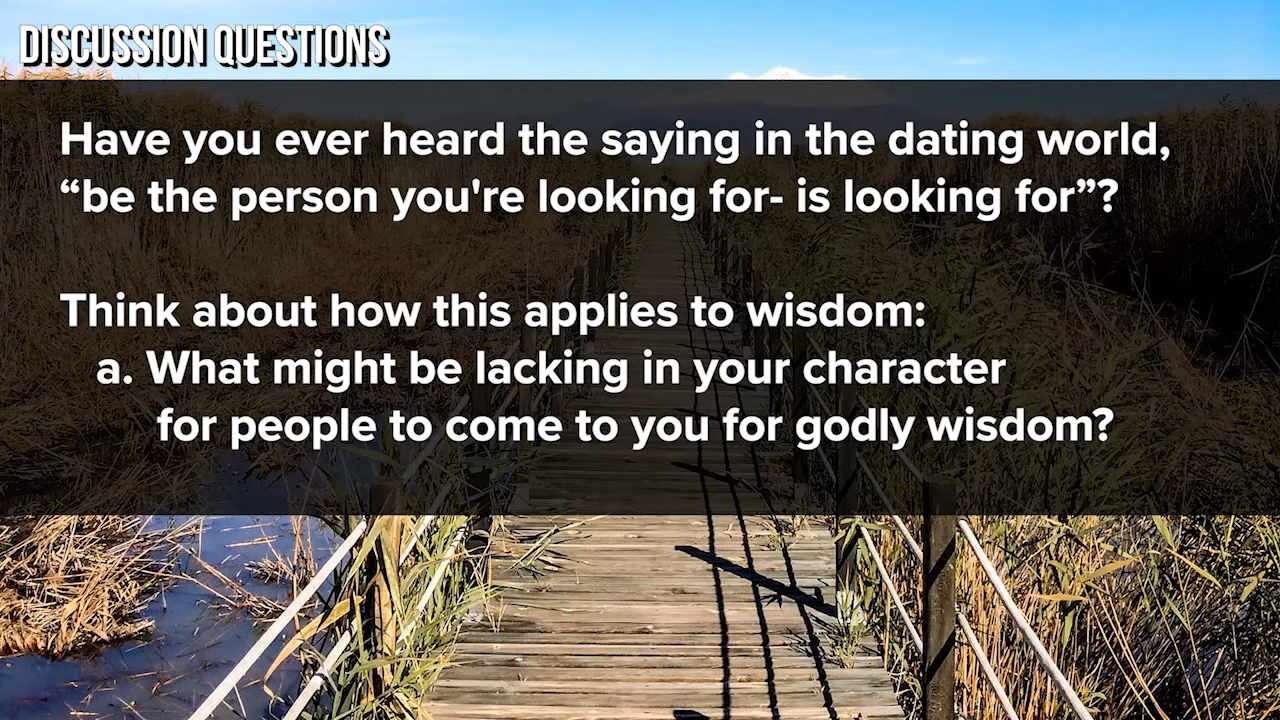 DISCUSSION QUESTIONS
Have you ever heard the saying in the dating world,
“be the person you're looking for- is looking for”?
Think about how this applies to wisdom:
a. What might be lacking in your character
for people to come to you for godly wisdom?